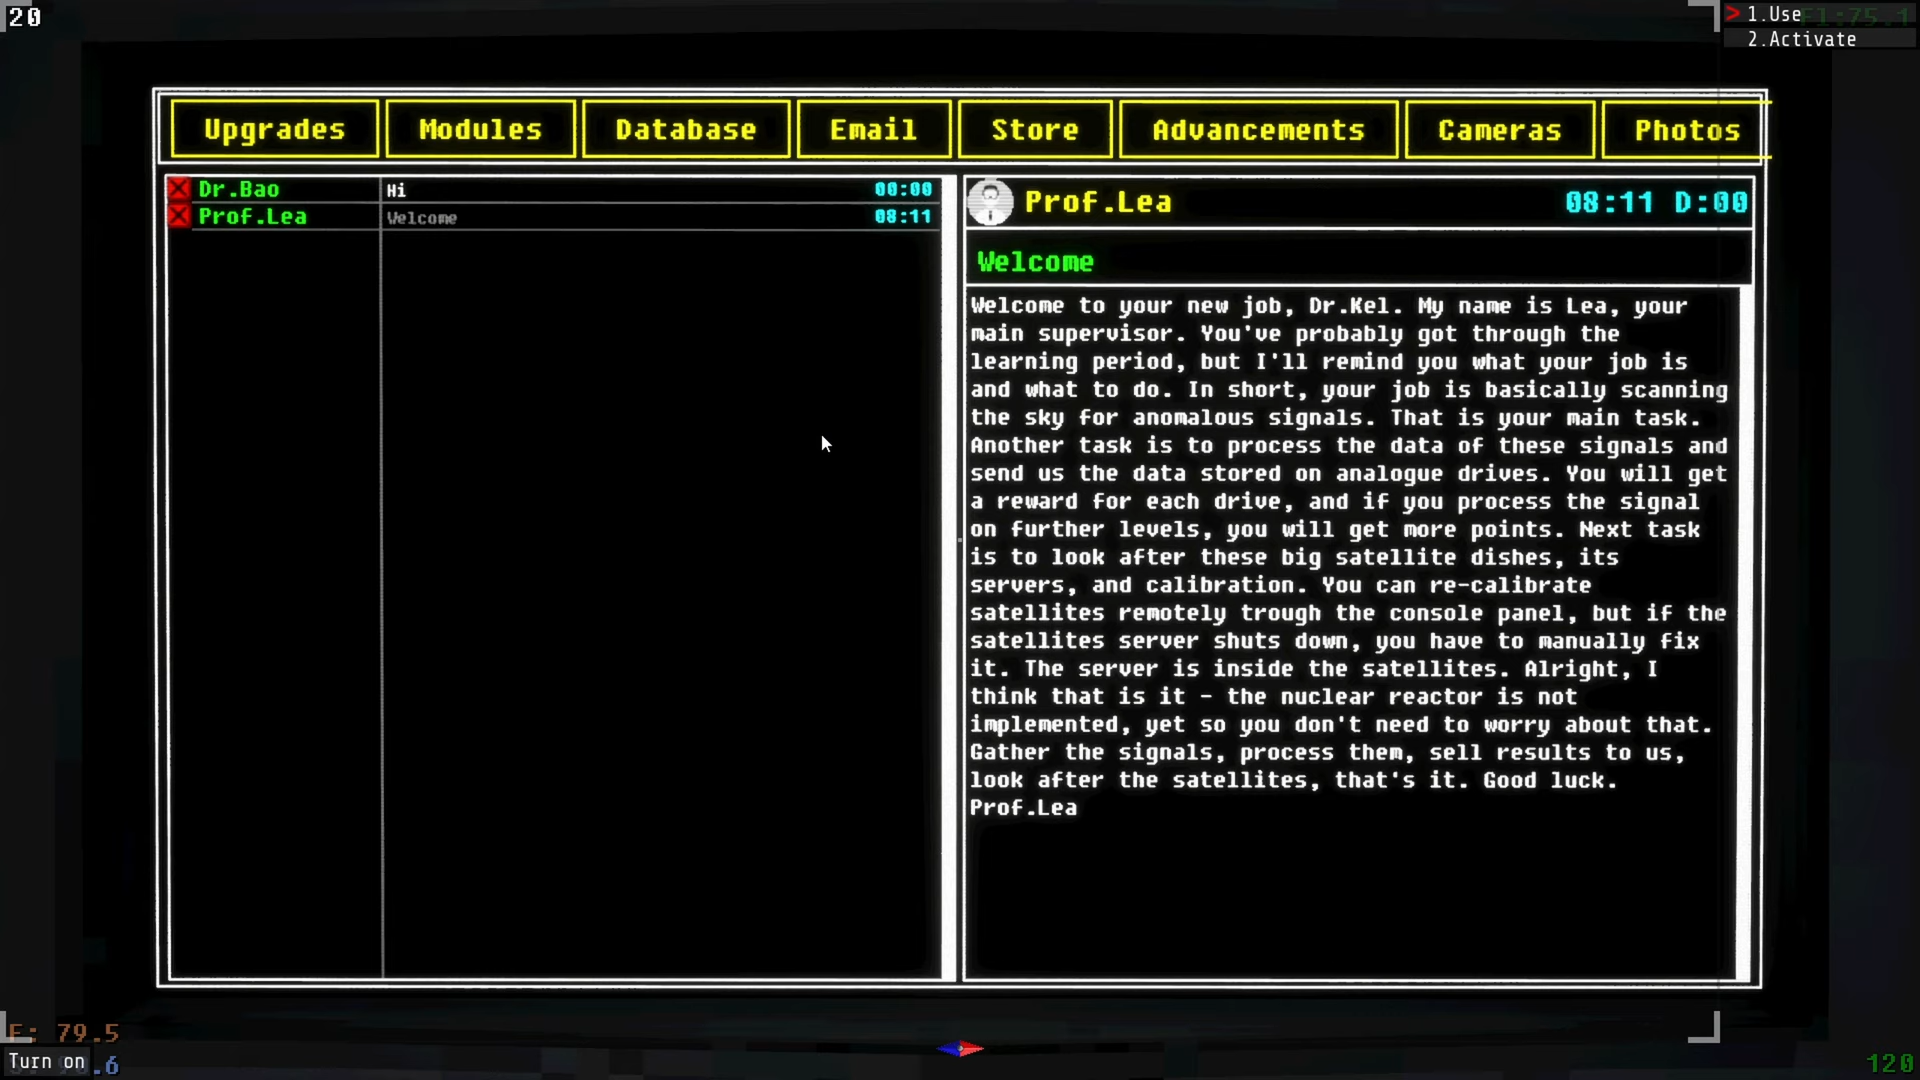 20
> 1.Use
2.Activate
Upgrades Modules Database Email Store Advancements Cameras Photos
Dr.Bao Hi 00:00
Prof.Lea Welcome 08:11
Prof.Lea 08:11 D:00
Welcome
Welcome to your new job, Dr.Kel. My name is Lea, your
main supervisor. You've probably got through the
learning period, but I'll remind you what your job is
and what to do. In short, your job is basically scanning
the sky for anomalous signals. That is your main task.
Another task is to process the data of these signals and
send us the data stored on analogue drives. You will get
a reward for each drive, and if you process the signal
on further levels, you will get more points. Next task
is to look after these big satellite dishes, its
servers, and calibration. You can re-calibrate
satellites remotely trough the console panel, but if the
satellites server shuts down, you have to manually fix
it. The server is inside the satellites. Alright, I
think that is it - the nuclear reactor is not
implemented, yet so you don't need to worry about that.
Gather the signals, process them, sell results to us,
look after the satellites, that's it. Good luck.
Prof.Lea
79.5
Turn on
120